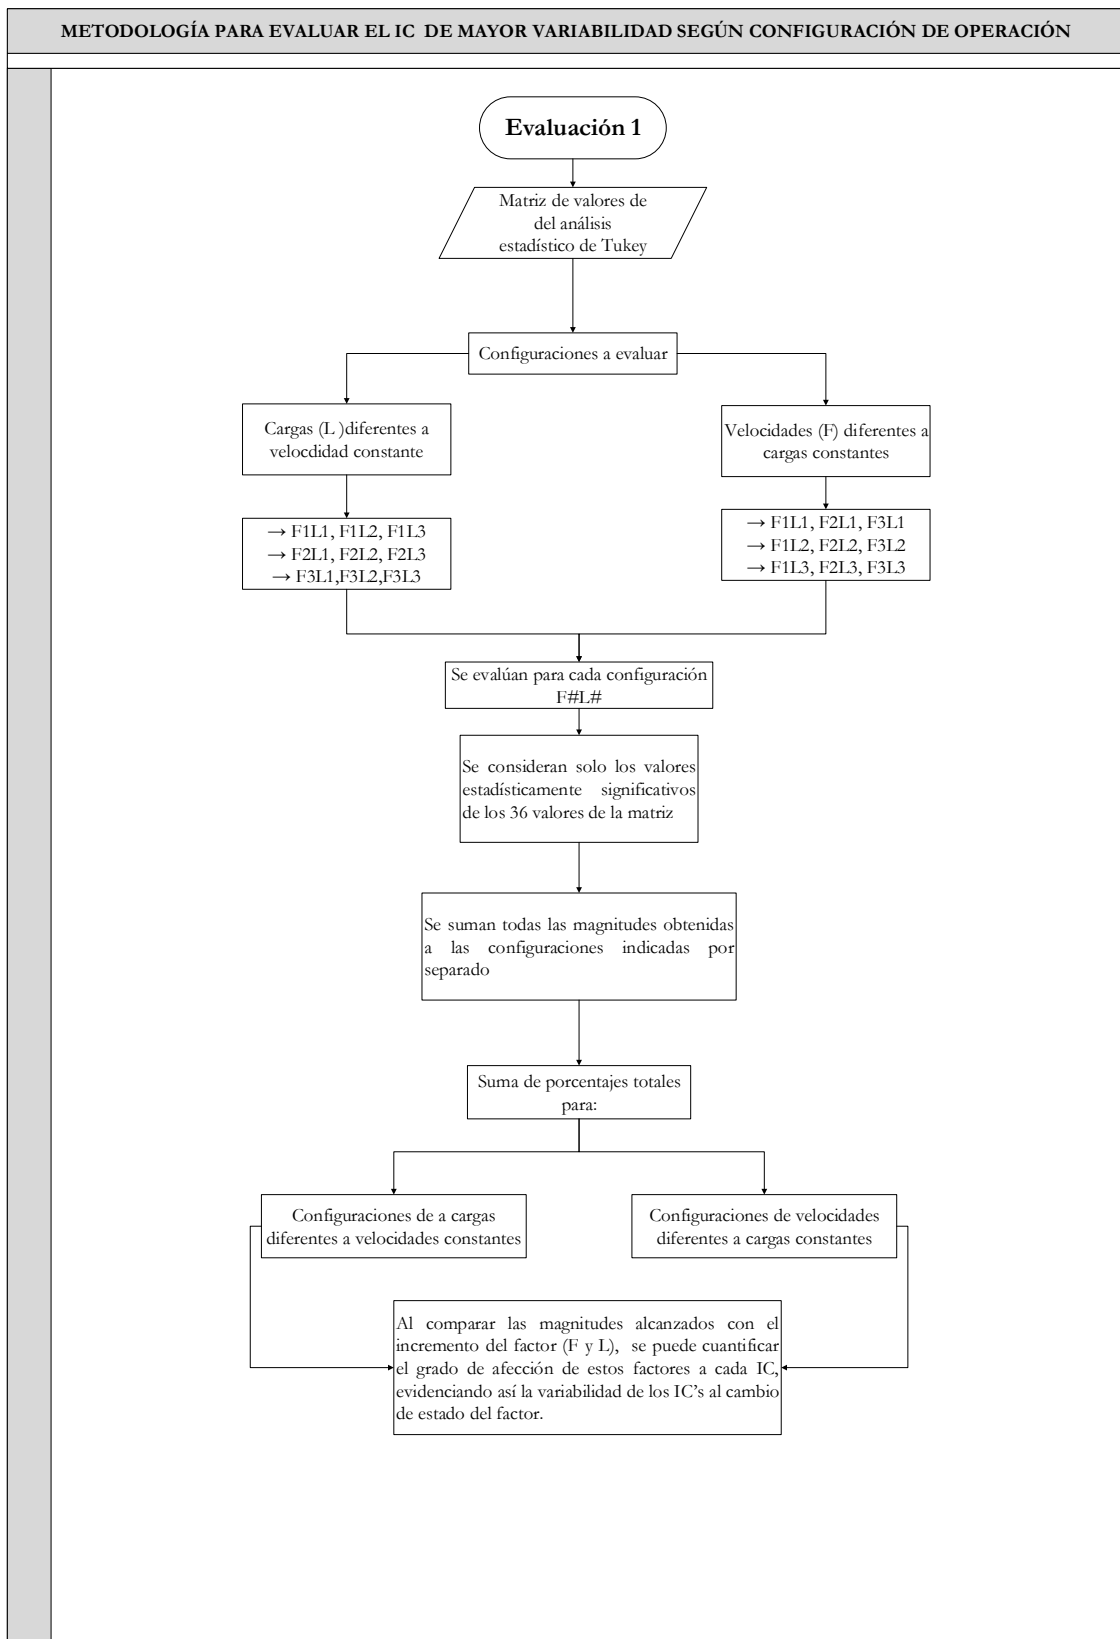 METODOLOGÍA PARA EVALUAR EL IC DE MAYOR VARIABILIDAD SEGÚN CONFIGURACIÓN DE OPERACIÓN
Evaluación 1
Matriz de valores de
del análisis
estadístico de Tukey
Configuraciones a evaluar
Cargas (L )diferentes a
velocdidad constante
Velocidades (F) diferentes a
cargas constantes
→ F1L1, F1L2, F1L3
→ F2L1, F2L2, F2L3
→ F3L1,F3L2,F3L3
→ F1L1, F2L1, F3L1
→ F1L2, F2L2, F3L2
→ F1L3, F2L3, F3L3
Se evalúan para cada configuración
F#L#
Se consideran solo los valores
estadísticamente significativos
de los 36 valores de la matriz
Se suman todas las magnitudes obtenidas
a las configuraciones indicadas por
separado
Suma de porcentajes totales
para:
Configuraciones de a cargas
diferentes a velocidades constantes
Configuraciones de velocidades
diferentes a cargas constantes
Al comparar las magnitudes alcanzados con el
incremento del factor (F y L), se puede cuantificar
el grado de afección de estos factores a cada IC,
evidenciando así la variabilidad de los IC's al cambio
de estado del factor.